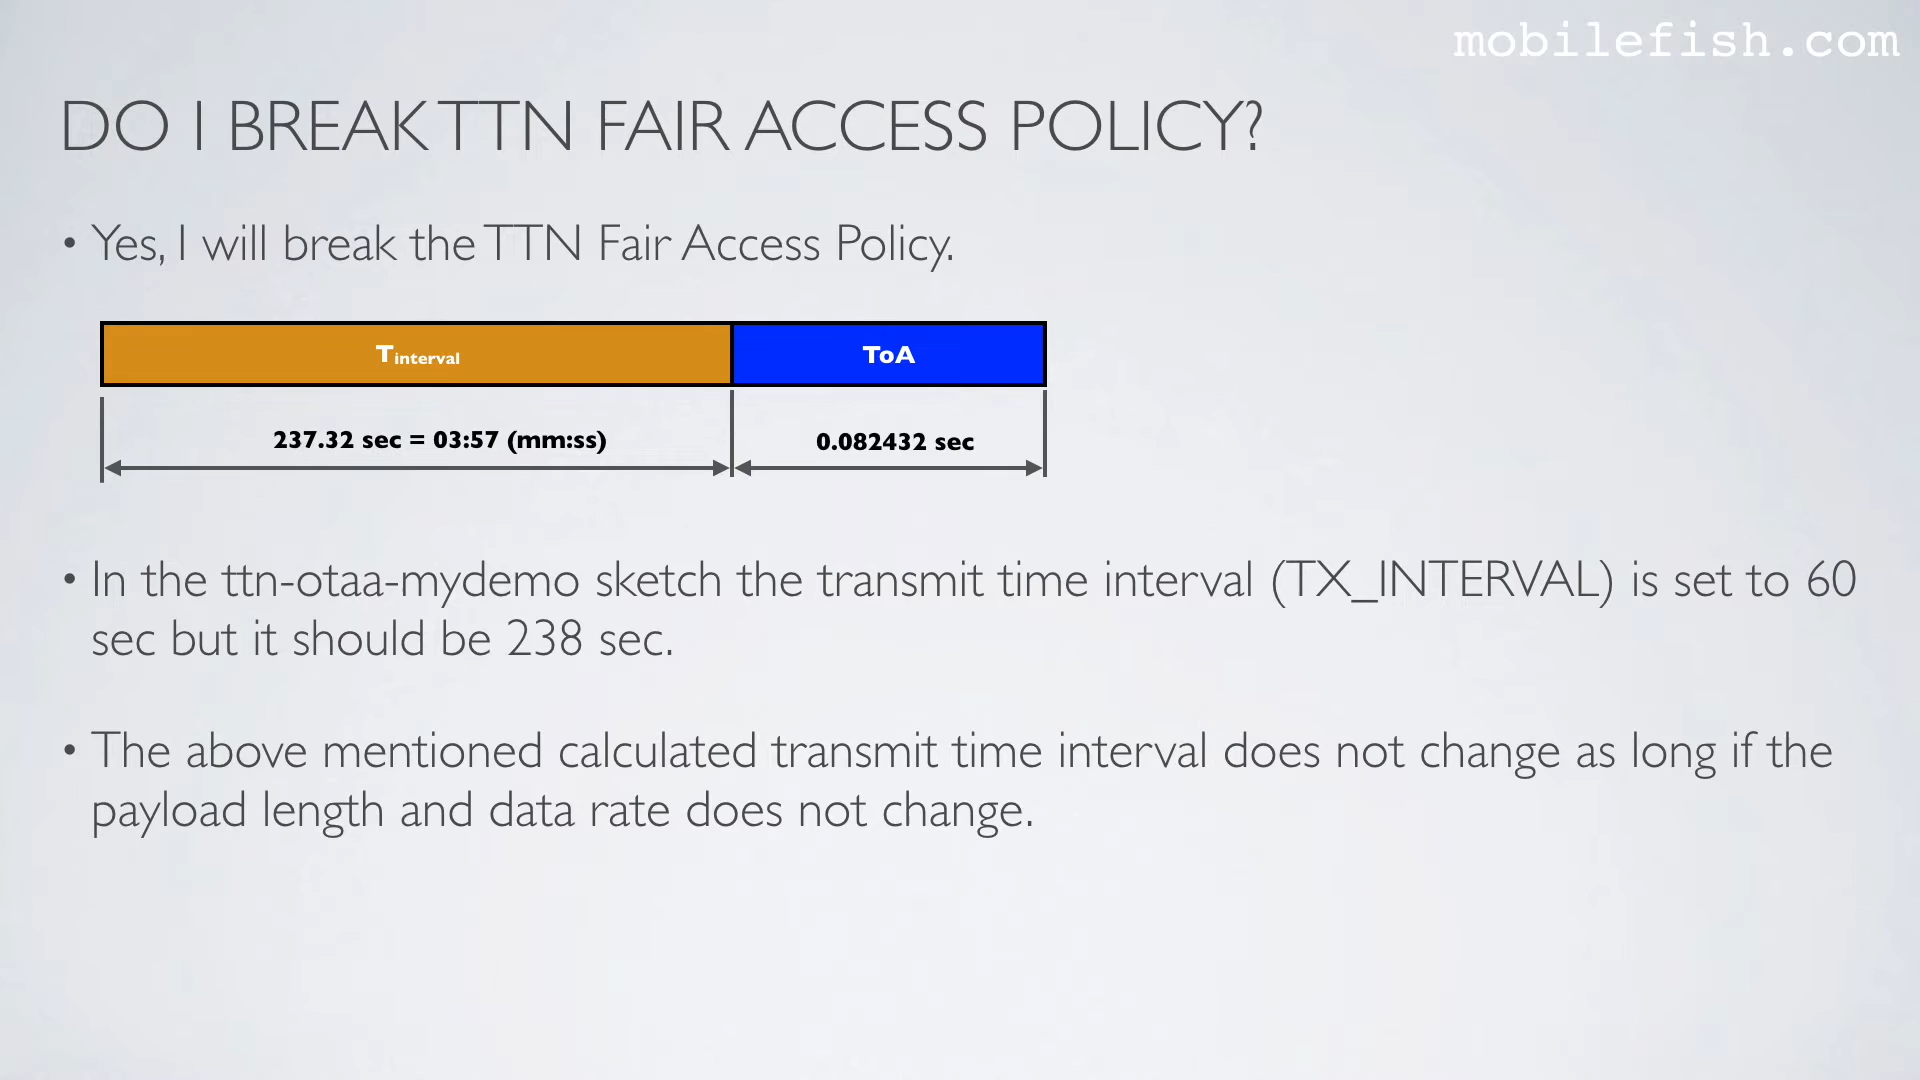 mobilefish.com
DO I BREAK TTN FAIR ACCESS POLICY?
• Yes, I will break the TTN Fair Access Policy.
Tinterval
ToA
237.32 sec = 03:57 (mm:ss)
0.082432 sec
• In the ttn-otaa-mydemo sketch the transmit time interval (TX_INTERVAL) is set to 60
sec but it should be 238 sec.
• The above mentioned calculated transmit time interval does not change as long if the
payload length and data rate does not change.